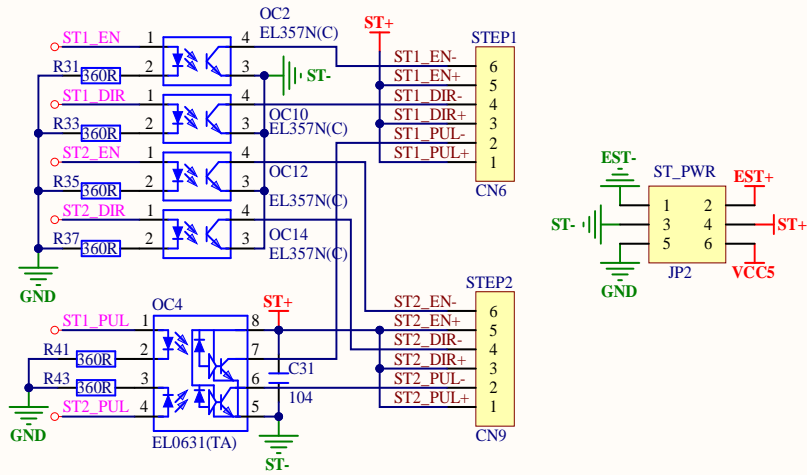 OC2
EL357N(C)
ST1_EN 1 4
R31 360R 2 3
ST-
ST1_DIR 1 4
OC10
R33 360R 2 3
EL357N(C)
ST2_EN 1 4
OC12
R35 360R 2 3
EL357N(C)
ST2_DIR 1 4
OC14
R37 360R 2 3
EL357N(C)
GND
ST+
STEP1
ST1_EN- 6
ST1_EN+ 5
ST1_DIR- 4
ST1_DIR+ 3
ST1_PUL- 2
ST1_PUL+ 1
CN6
EST-
ST_PWR
EST+
1 2
ST- 3 4 ST+
5 6
GND
JP2
VCC5
OC4
ST+
ST1_PUL 1 8
R41 360R 2 7
R43 360R 3 6
ST2_PUL 4 5
GND
EL0631(TA)
C31
104
ST-
STEP2
ST2_EN- 6
ST2_EN+ 5
ST2_DIR- 4
ST2_DIR+ 3
ST2_PUL- 2
ST2_PUL+ 1
CN9